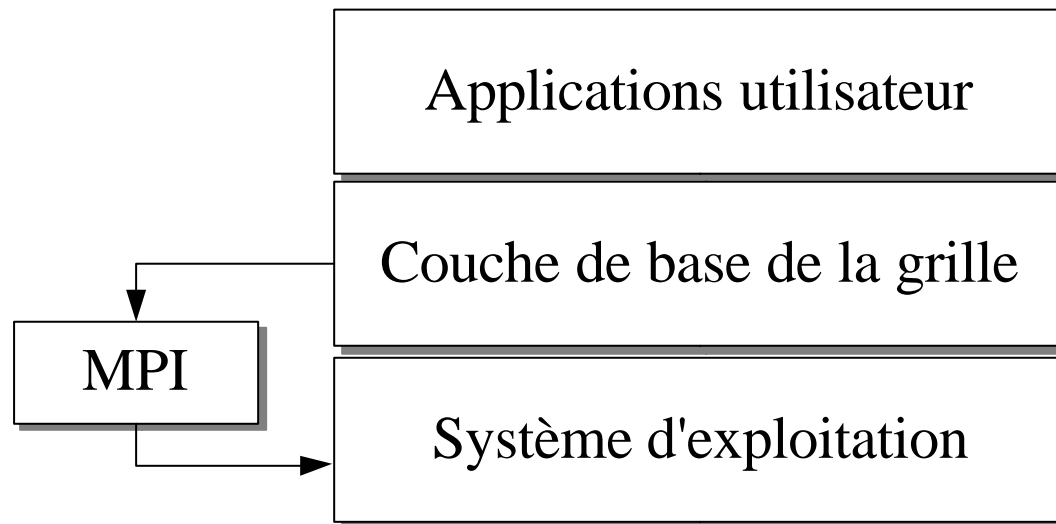 Applications utilisateur
Couche de base de la grille
MPI
Système d'exploitation